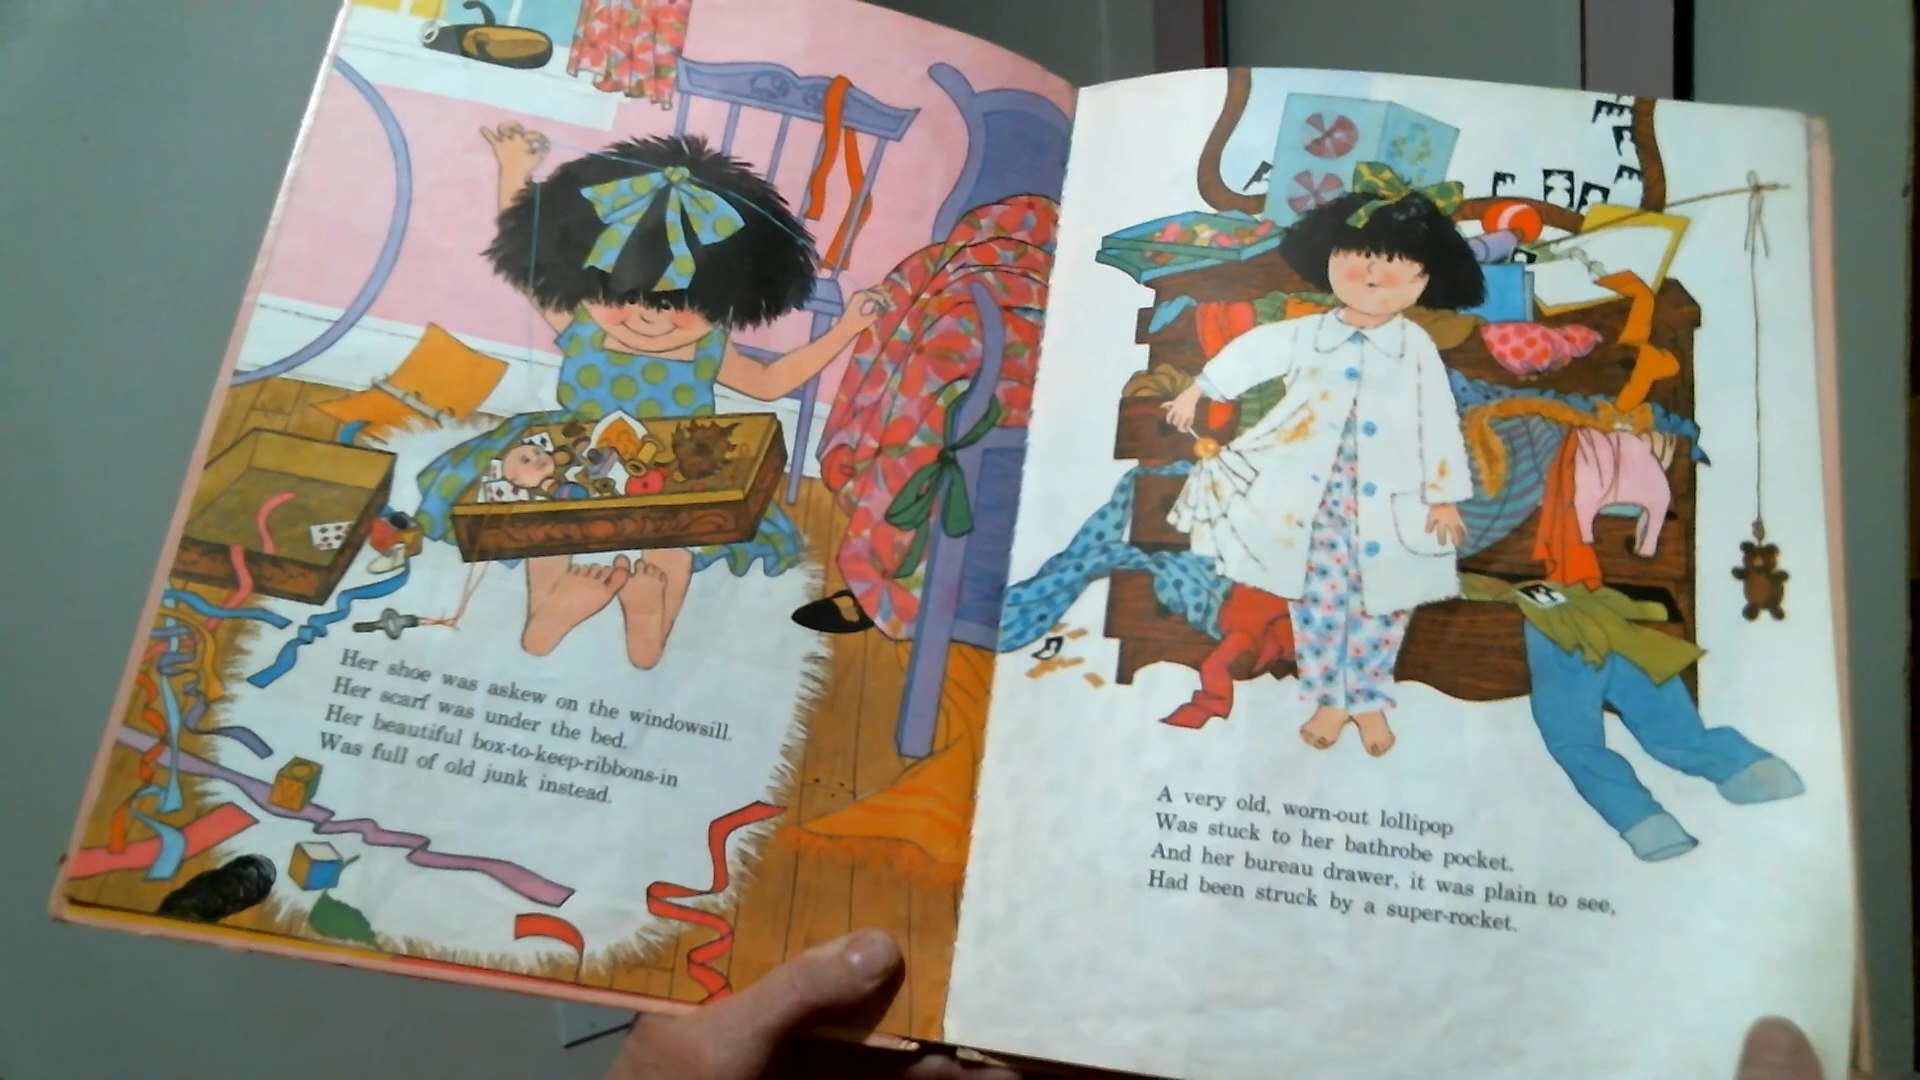 Her shoe was askew on the windowsill.
Her scarf was under the bed.
Her beautiful box-to-keep-ribbons-in
Was full of old junk instead.
A very old, worn-out lollipop
Was stuck to her bathrobe pocket.
And her bureau drawer, it was plain to see,
Had been struck by a super-rocket.